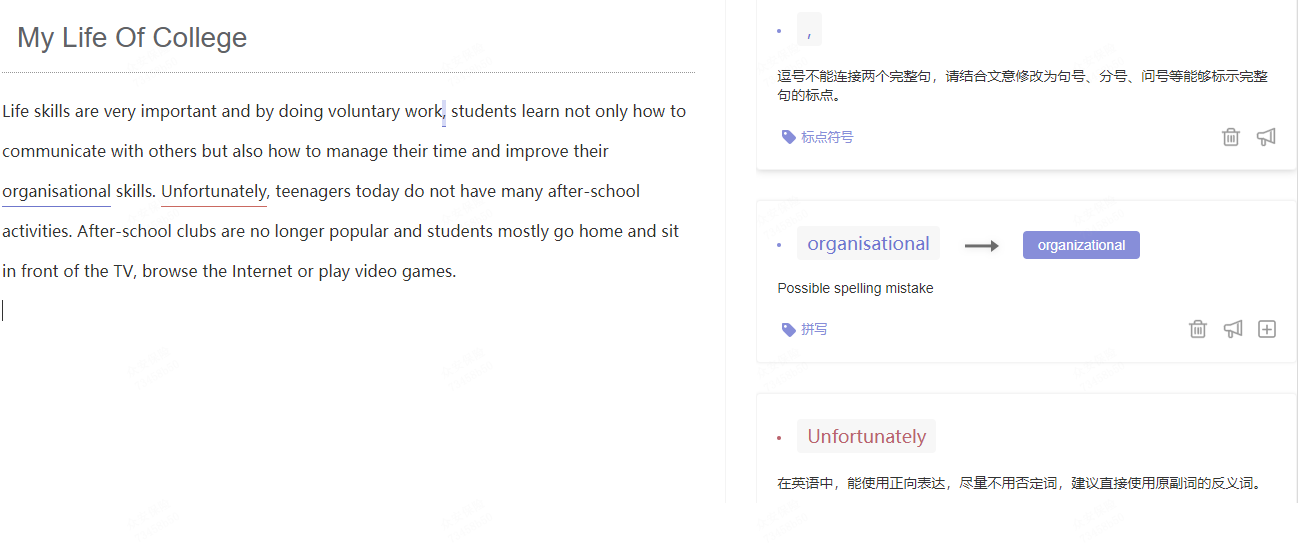 My Life Of College
Life skills are very important and by doing voluntary work, students learn not only how to
communicate with others but also how to manage their time and improve their
organisational skills. Unfortunately, teenagers today do not have many after-school
activities. After-school clubs are no longer popular and students mostly go home and sit
in front of the TV, browse the Internet or play video games.
,
逗号不能连接两个完整句，请结合文意修改为句号、分号、问号等能够标示完整
句的标点。
标点符号
organisational
organizational
Possible spelling mistake
拼写
Unfortunately
在英语中，能使用正向表达，尽量不用否定词，建议直接使用原副词的反义词。